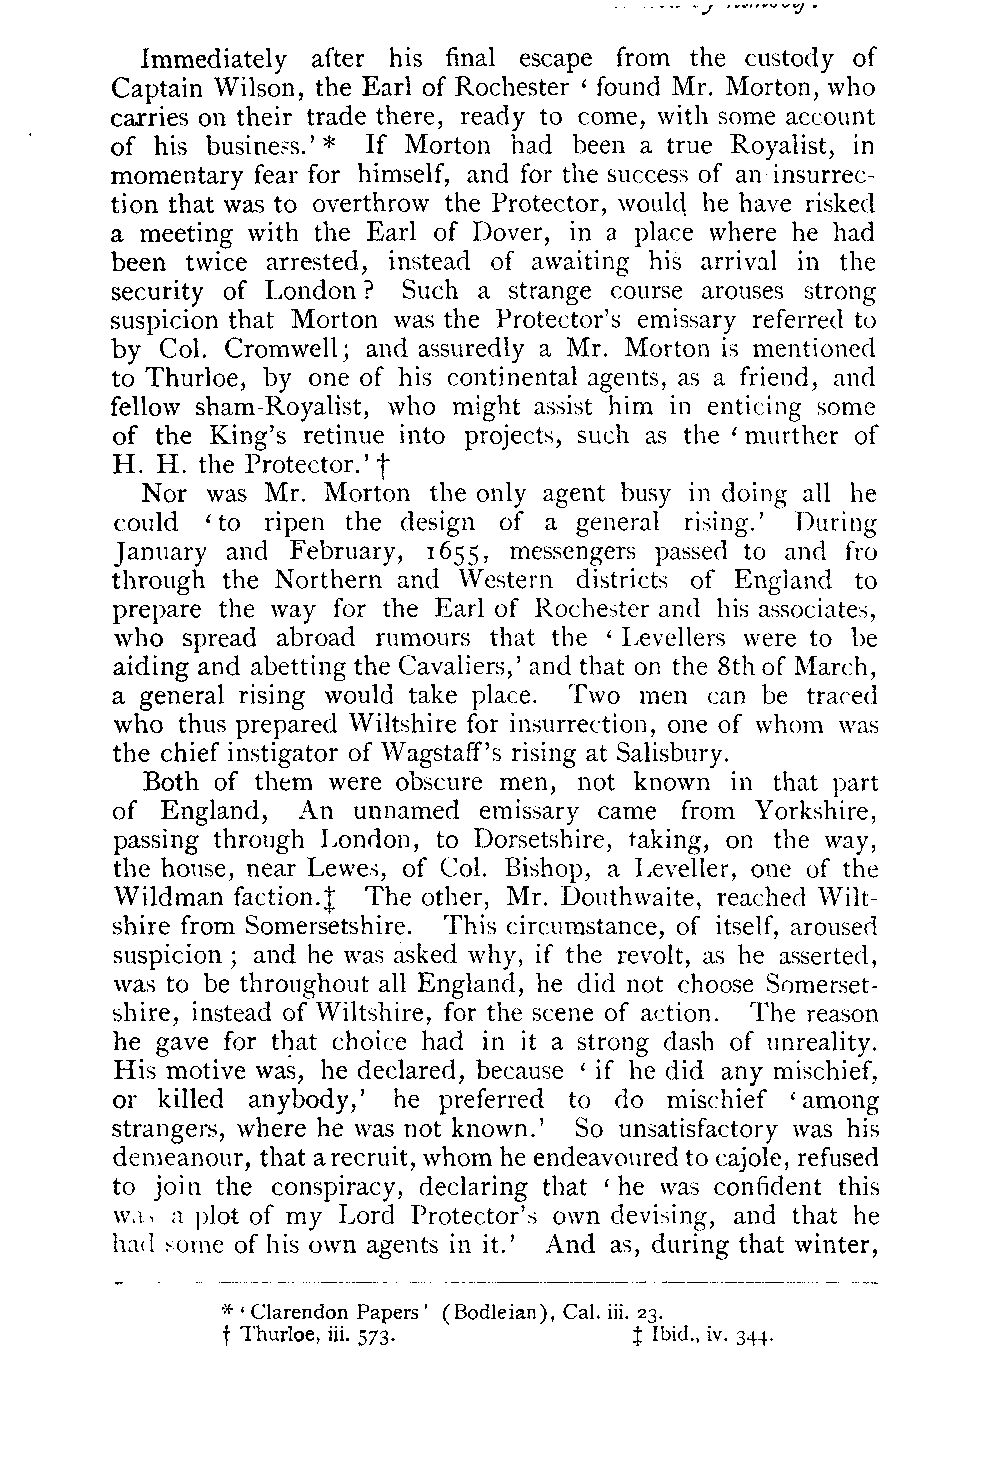 Immediately after his final escape from the custody of
Captain Wilson, the Earl of Rochester ‘ found Mr. Morton, who
carries on their trade there, ready to come, with some account
of his business.’ * If Morton had been a true Royalist, in
momentary fear for himself, and for the success of an insurrec-
tion that was to overthrow the Protector, would he have risked
a meeting with the Earl of Dover, in a place where he had
been twice arrested, instead of awaiting his arrival in the
security of London ? Such a strange course arouses strong
suspicion that Morton was the Protector’s emissary referred to
by Col. Cromwell; and assuredly a Mr. Morton is mentioned
to Thurloe, by one of his continental agents, as a friend, and
fellow sham-Royalist, who might assist him in enticing some
of the King’s retinue into projects, such as the ‘ murther of
H. H. the Protector.’ †
Nor was Mr. Morton the only agent busy in doing all he
could ‘ to ripen the design of a general rising.’ During
January and February, 1655, messengers passed to and fro
through the Northern and Western districts of England to
prepare the way for the Earl of Rochester and his associates,
who spread abroad rumours that the ‘ Levellers were to be
aiding and abetting the Cavaliers,’ and that on the 8th of March,
a general rising would take place. Two men can be traced
who thus prepared Wiltshire for insurrection, one of whom was
the chief instigator of Wagstaff’s rising at Salisbury.
Both of them were obscure men, not known in that part
of England, An unnamed emissary came from Yorkshire,
passing through London, to Dorsetshire, taking, on the way,
the house, near Lewes, of Col. Bishop, a Leveller, one of the
Wildman faction.‡ The other, Mr. Douthwaite, reached Wilt-
shire from Somersetshire. This circumstance, of itself, aroused
suspicion ; and he was asked why, if the revolt, as he asserted,
was to be throughout all England, he did not choose Somerset-
shire, instead of Wiltshire, for the scene of action. The reason
he gave for that choice had in it a strong dash of unreality.
His motive was, he declared, because ‘ if he did any mischief,
or killed anybody,’ he preferred to do mischief ‘ among
strangers, where he was not known.’ So unsatisfactory was his
demeanour, that a recruit, whom he endeavoured to cajole, refused
to join the conspiracy, declaring that ‘ he was confident this
was a plot of my Lord Protector’s own devising, and that he
had some of his own agents in it.’ And as, during that winter,
* ‘ Clarendon Papers ’ (Bodleian), Cal. iii. 23.
† Thurloe, iii. 573. ‡ Ibid., iv. 344.